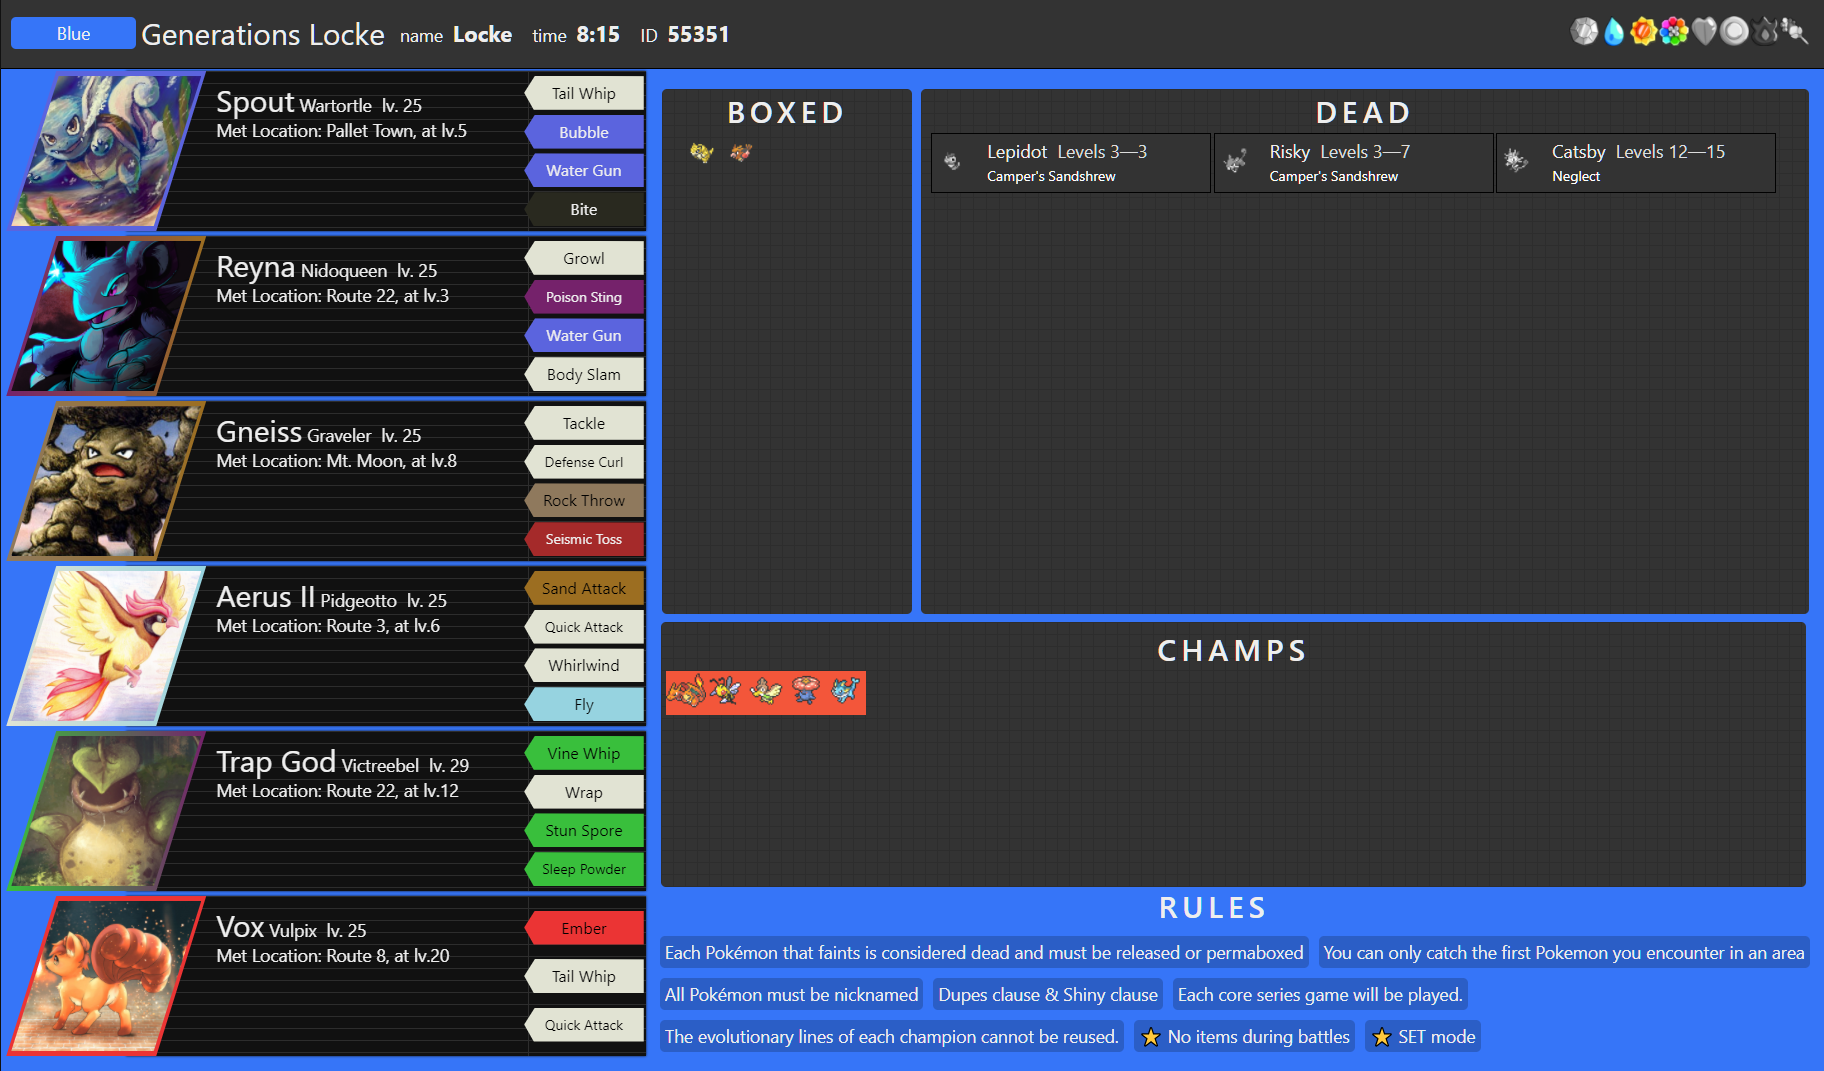 Blue
Generations Locke name Locke time 8:15 ID 55351
Spout Wartortle lv. 25
Met Location: Pallet Town, at lv.5
Tail Whip
Bubble
Water Gun
Bite
Reyna Nidoqueen lv. 25
Met Location: Route 22, at lv.3
Growl
Poison Sting
Water Gun
Body Slam
Gneiss Graveler lv. 25
Met Location: Mt. Moon, at lv.8
Tackle
Defense Curl
Rock Throw
Seismic Toss
Aerus II Pidgeotto lv. 25
Met Location: Route 3, at lv.6
Sand Attack
Quick Attack
Whirlwind
Fly
Trap God Victreebel lv. 29
Met Location: Route 22, at lv.12
Vine Whip
Wrap
Stun Spore
Sleep Powder
Vox Vulpix lv. 25
Met Location: Route 8, at lv.20
Ember
Tail Whip
Quick Attack
BOXED
DEAD
Lepidot Levels 3—3
Camper's Sandshrew
Risky Levels 3—7
Camper's Sandshrew
Catsby Levels 12—15
Neglect
CHAMPS
RULES
Each Pokémon that faints is considered dead and must be released or permaboxed
You can only catch the first Pokemon you encounter in an area
All Pokémon must be nicknamed
Dupes clause & Shiny clause
Each core series game will be played.
The evolutionary lines of each champion cannot be reused.
No items during battles
SET mode